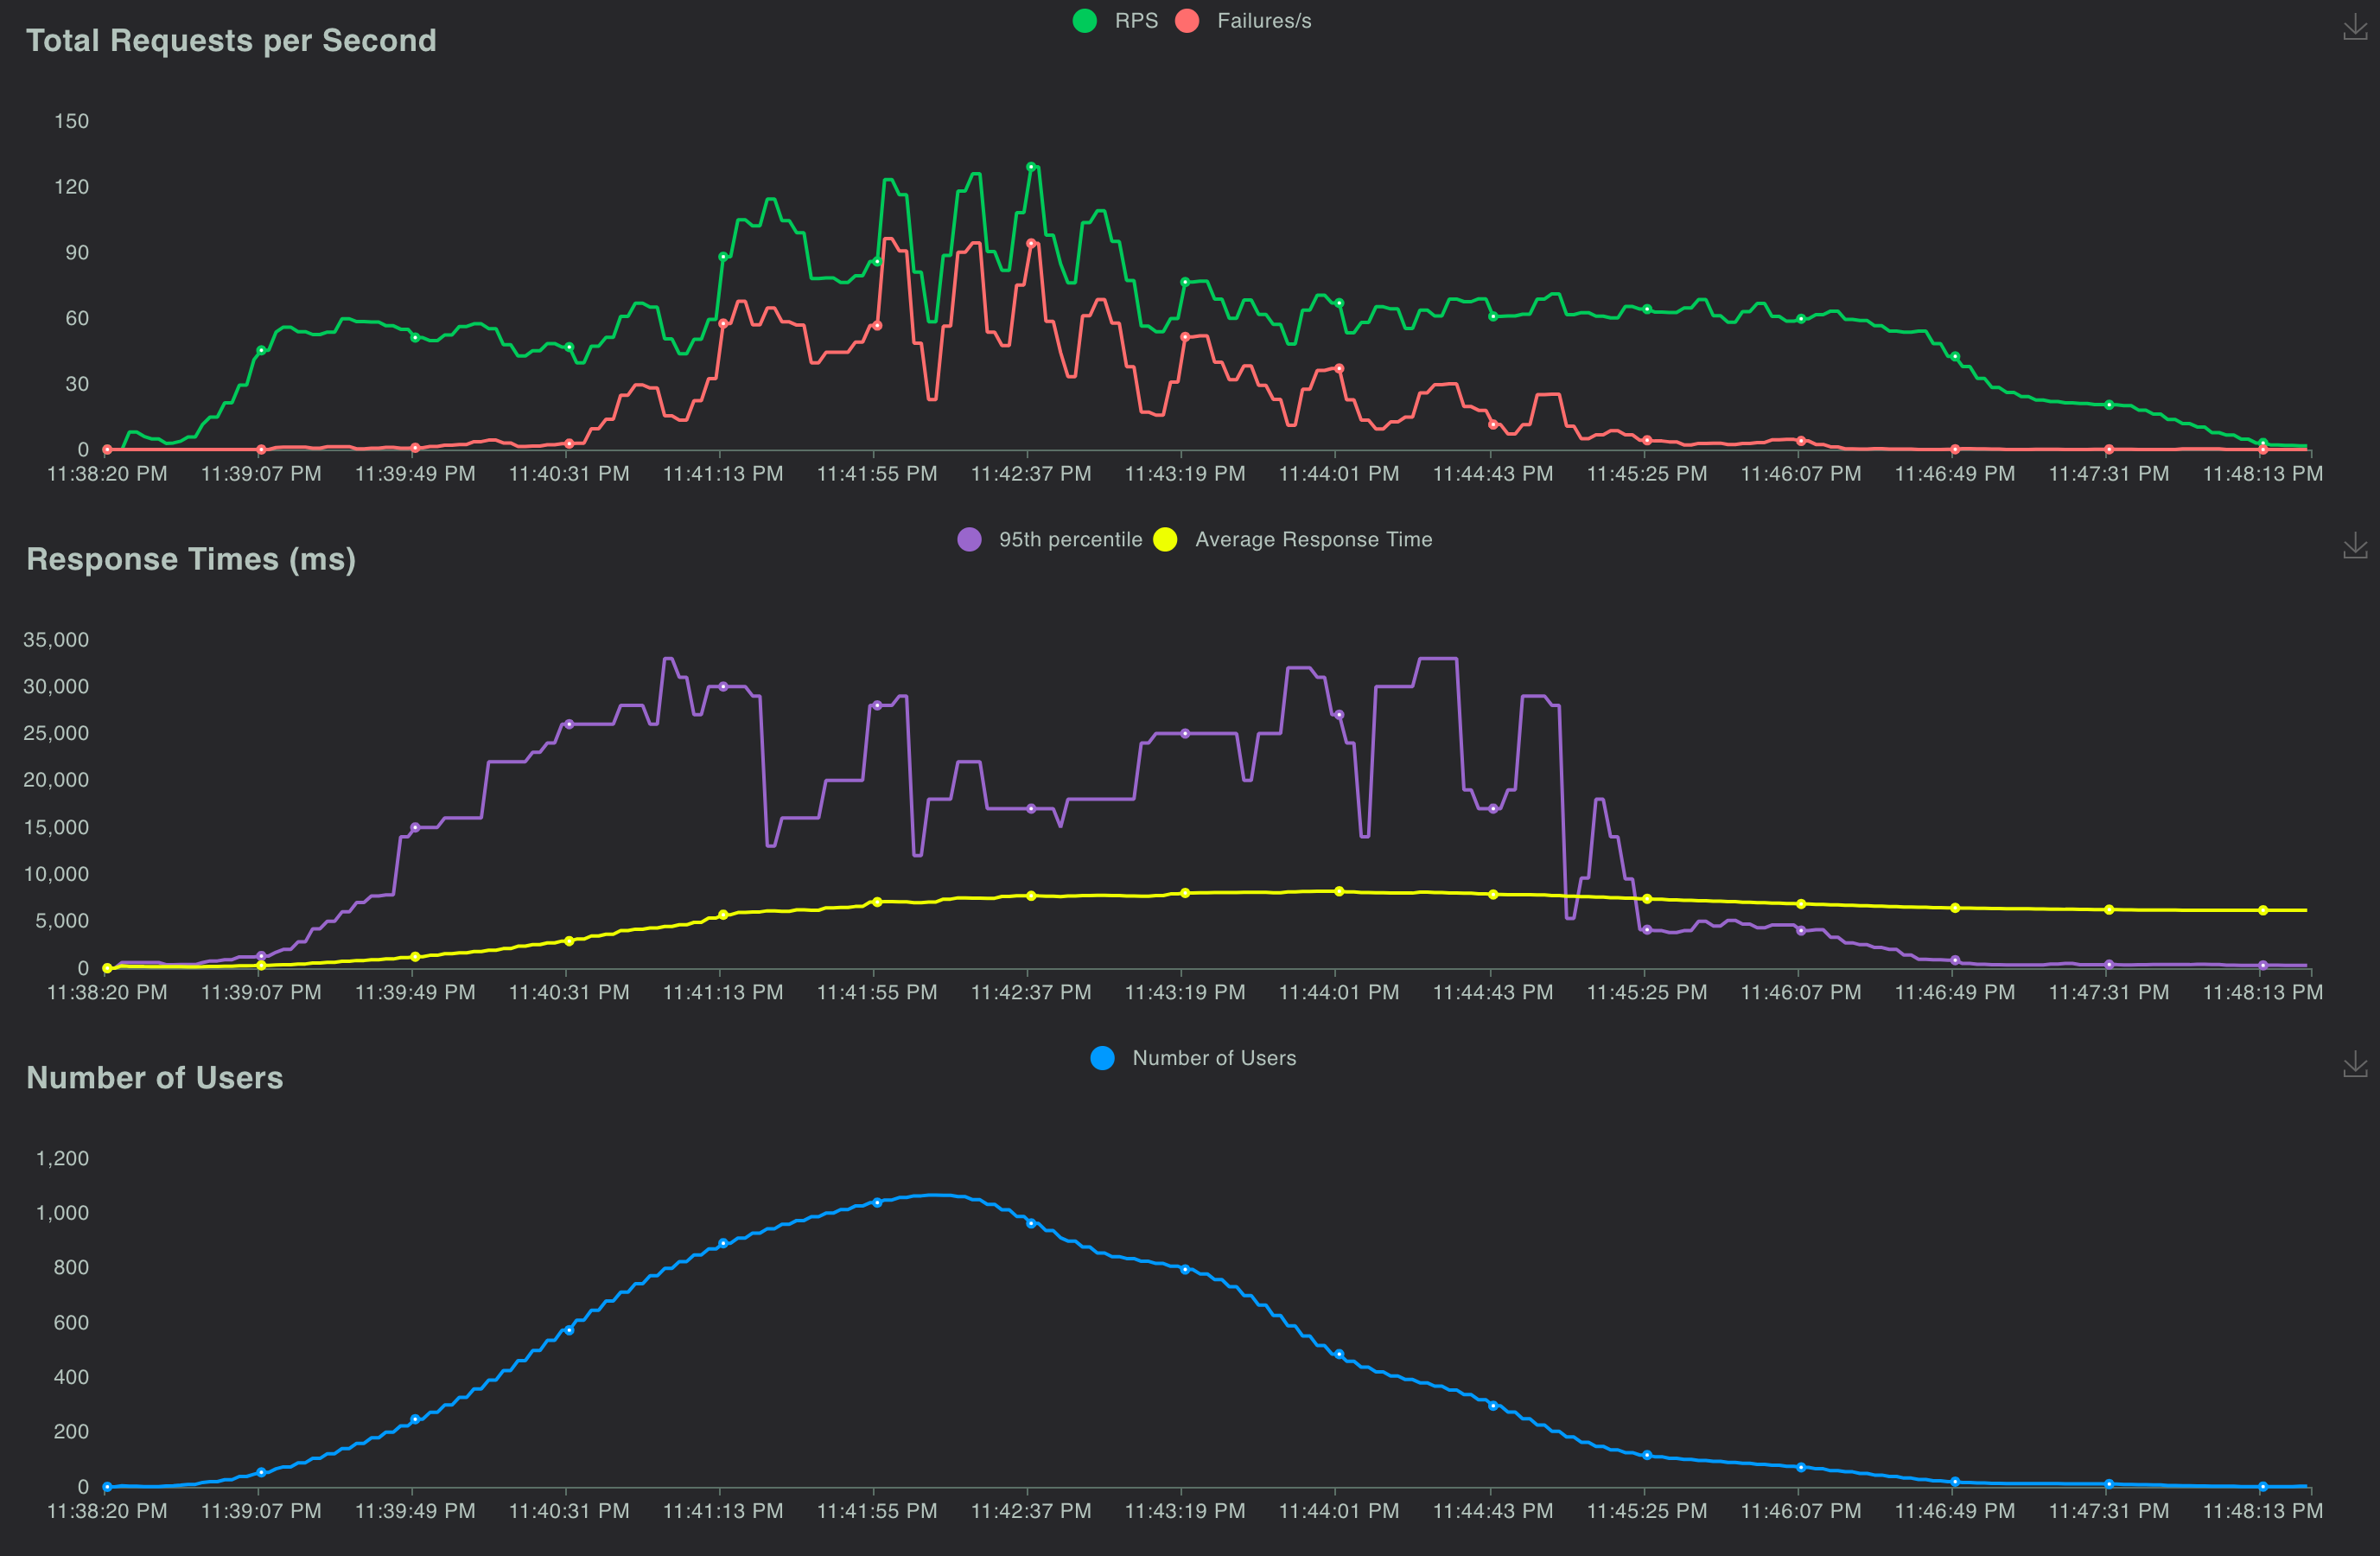 RPS Failures/s
Total Requests per Second
150
120
90
60
30
0
11:38:20 PM 11:39:07 PM 11:39:49 PM 11:40:31 PM 11:41:13 PM 11:41:55 PM 11:42:37 PM 11:43:19 PM 11:44:01 PM 11:44:43 PM 11:45:25 PM 11:46:07 PM 11:46:49 PM 11:47:31 PM 11:48:13 PM
95th percentile Average Response Time
Response Times (ms)
35,000
30,000
25,000
20,000
15,000
10,000
5,000
0
11:38:20 PM 11:39:07 PM 11:39:49 PM 11:40:31 PM 11:41:13 PM 11:41:55 PM 11:42:37 PM 11:43:19 PM 11:44:01 PM 11:44:43 PM 11:45:25 PM 11:46:07 PM 11:46:49 PM 11:47:31 PM 11:48:13 PM
Number of Users
Number of Users
1,200
1,000
800
600
400
200
0
11:38:20 PM 11:39:07 PM 11:39:49 PM 11:40:31 PM 11:41:13 PM 11:41:55 PM 11:42:37 PM 11:43:19 PM 11:44:01 PM 11:44:43 PM 11:45:25 PM 11:46:07 PM 11:46:49 PM 11:47:31 PM 11:48:13 PM